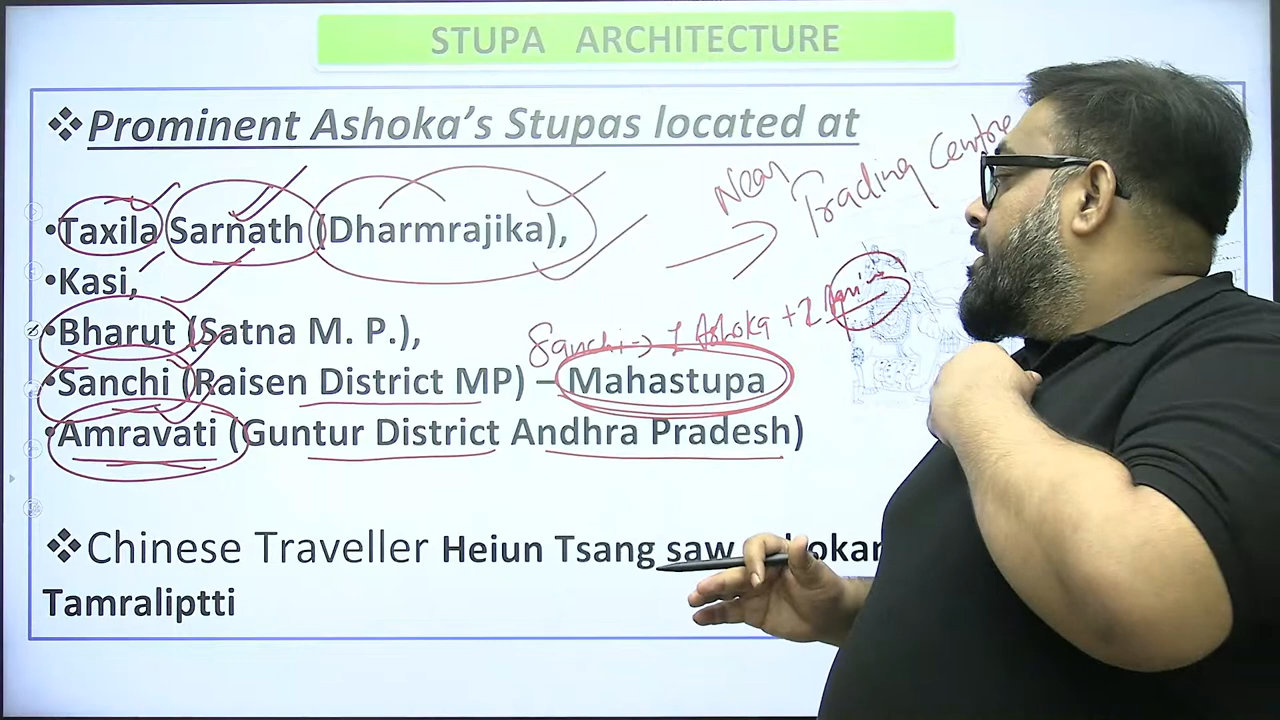 STUPA ARCHITECTURE
❖Prominent Ashoka's Stupas located at
•Taxila Sarnath (Dharmrajika),
•Kasi,
•Bharut (Satna M. P.),
•Sanchi (Raisen District MP) – Mahastupa
•Amravati (Guntur District Andhra Pradesh)
Near Trading Centre
Sanchi → 1 Ashoka + 2
❖Chinese Traveller Heiun Tsang saw
Tamraliptti